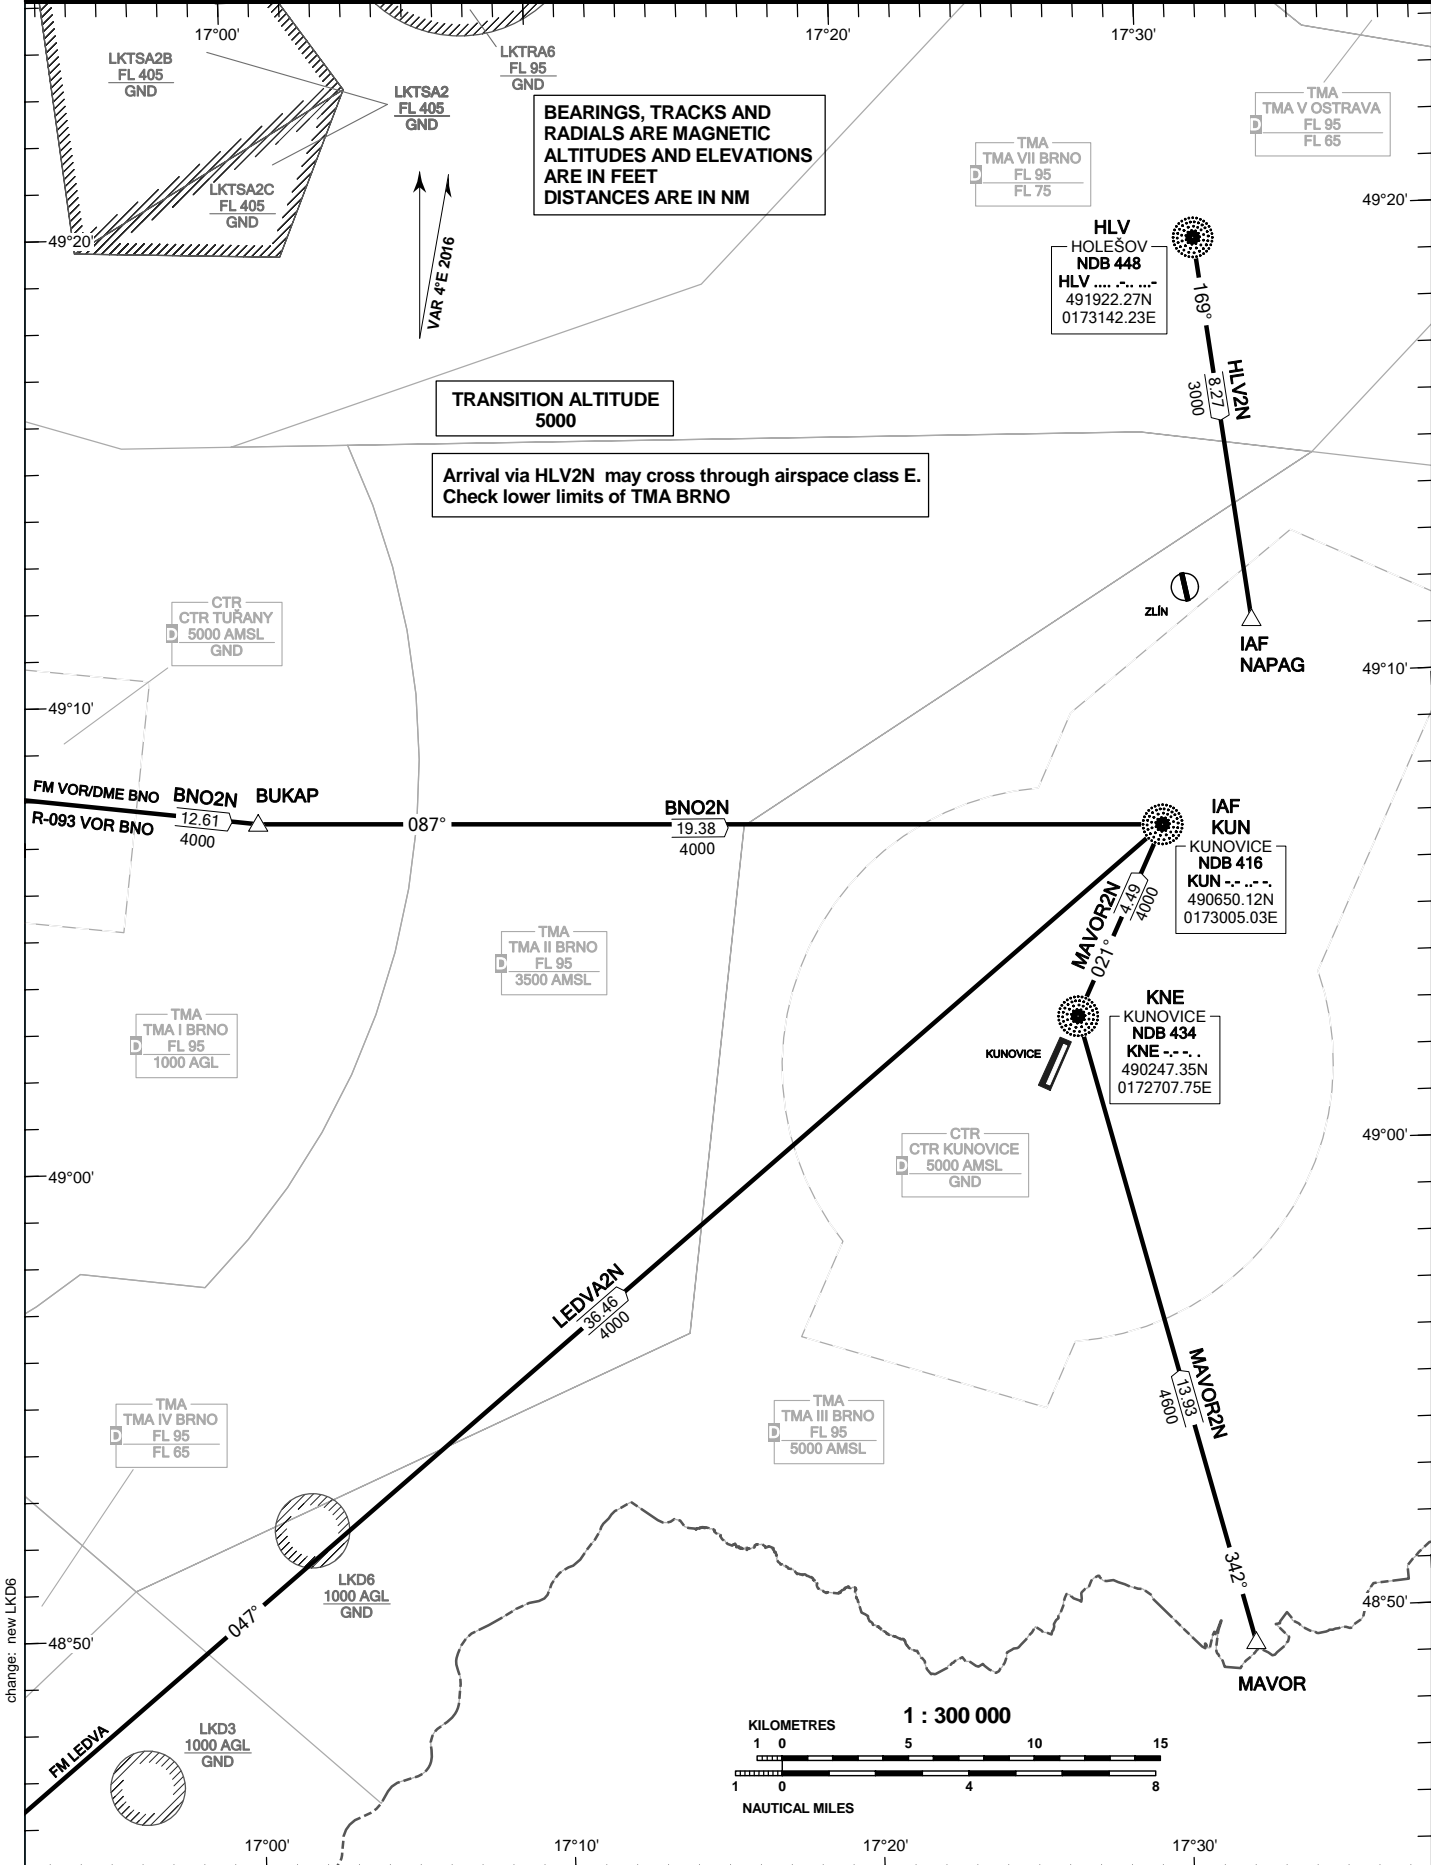 17°00'
17°20'
17°30'
LKTSA2B
FL 405
GND
LKTSA2
FL 405
GND
LKTRA6
FL 95
GND
LKTSA2C
FL 405
GND
BEARINGS, TRACKS AND
RADIALS ARE MAGNETIC
ALTITUDES AND ELEVATIONS
ARE IN FEET
DISTANCES ARE IN NM
TMA
TMA VII BRNO
D
FL 95
FL 75
TMA
TMA V OSTRAVA
D
FL 95
FL 65
49°20'
49°20'
VAR 4°E 2016
HLV
HOLEŠOV
NDB 448
HLV .... .-.. ...-
491922.27N
0173142.23E
169°
HLV2N
8.27
3000
TRANSITION ALTITUDE
5000
Arrival via HLV2N may cross through airspace class E.
Check lower limits of TMA BRNO
ZLÍN
IAF
NAPAG
CTR
CTR TUŘANY
D
5000 AMSL
GND
49°10'
49°10'
FM VOR/DME BNO
R-093 VOR BNO
BNO2N
12.61
4000
BUKAP
087°
BNO2N
19.38
4000
IAF
KUN
KUNOVICE
NDB 416
KUN -.- ..- -.
490650.12N
0173005.03E
MAVOR2N
4.49
4000
021°
TMA
TMA II BRNO
D
FL 95
3500 AMSL
TMA
TMA I BRNO
D
FL 95
1000 AGL
KNE
KUNOVICE
NDB 434
KNE -.- -. .
490247.35N
0172707.75E
KUNOVICE
CTR
CTR KUNOVICE
D
5000 AMSL
GND
49°00'
49°00'
LEDVA2N
36.46
4000
MAVOR2N
13.93
4600
TMA
TMA IV BRNO
D
FL 95
FL 65
TMA
TMA III BRNO
D
FL 95
5000 AMSL
342°
LKD6
1000 AGL
GND
047°
48°50'
48°50'
MAVOR
change: new LKD6
FM LEDVA
LKD3
1000 AGL
GND
1 : 300 000
KILOMETRES
1 0 5 10 15
1 0 4 8
NAUTICAL MILES
17°00'
17°10'
17°20'
17°30'